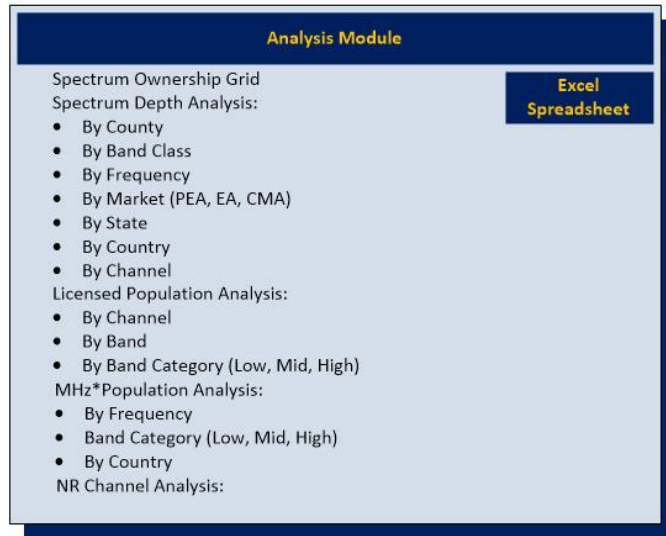 Analysis Module
Excel
Spreadsheet
Spectrum Ownership Grid
Spectrum Depth Analysis:
• By County
• By Band Class
• By Frequency
• By Market (PEA, EA, CMA)
• By State
• By Country
• By Channel
Licensed Population Analysis:
• By Channel
• By Band
• By Band Category (Low, Mid, High)
MHz*Population Analysis:
• By Frequency
• Band Category (Low, Mid, High)
• By Country
NR Channel Analysis: